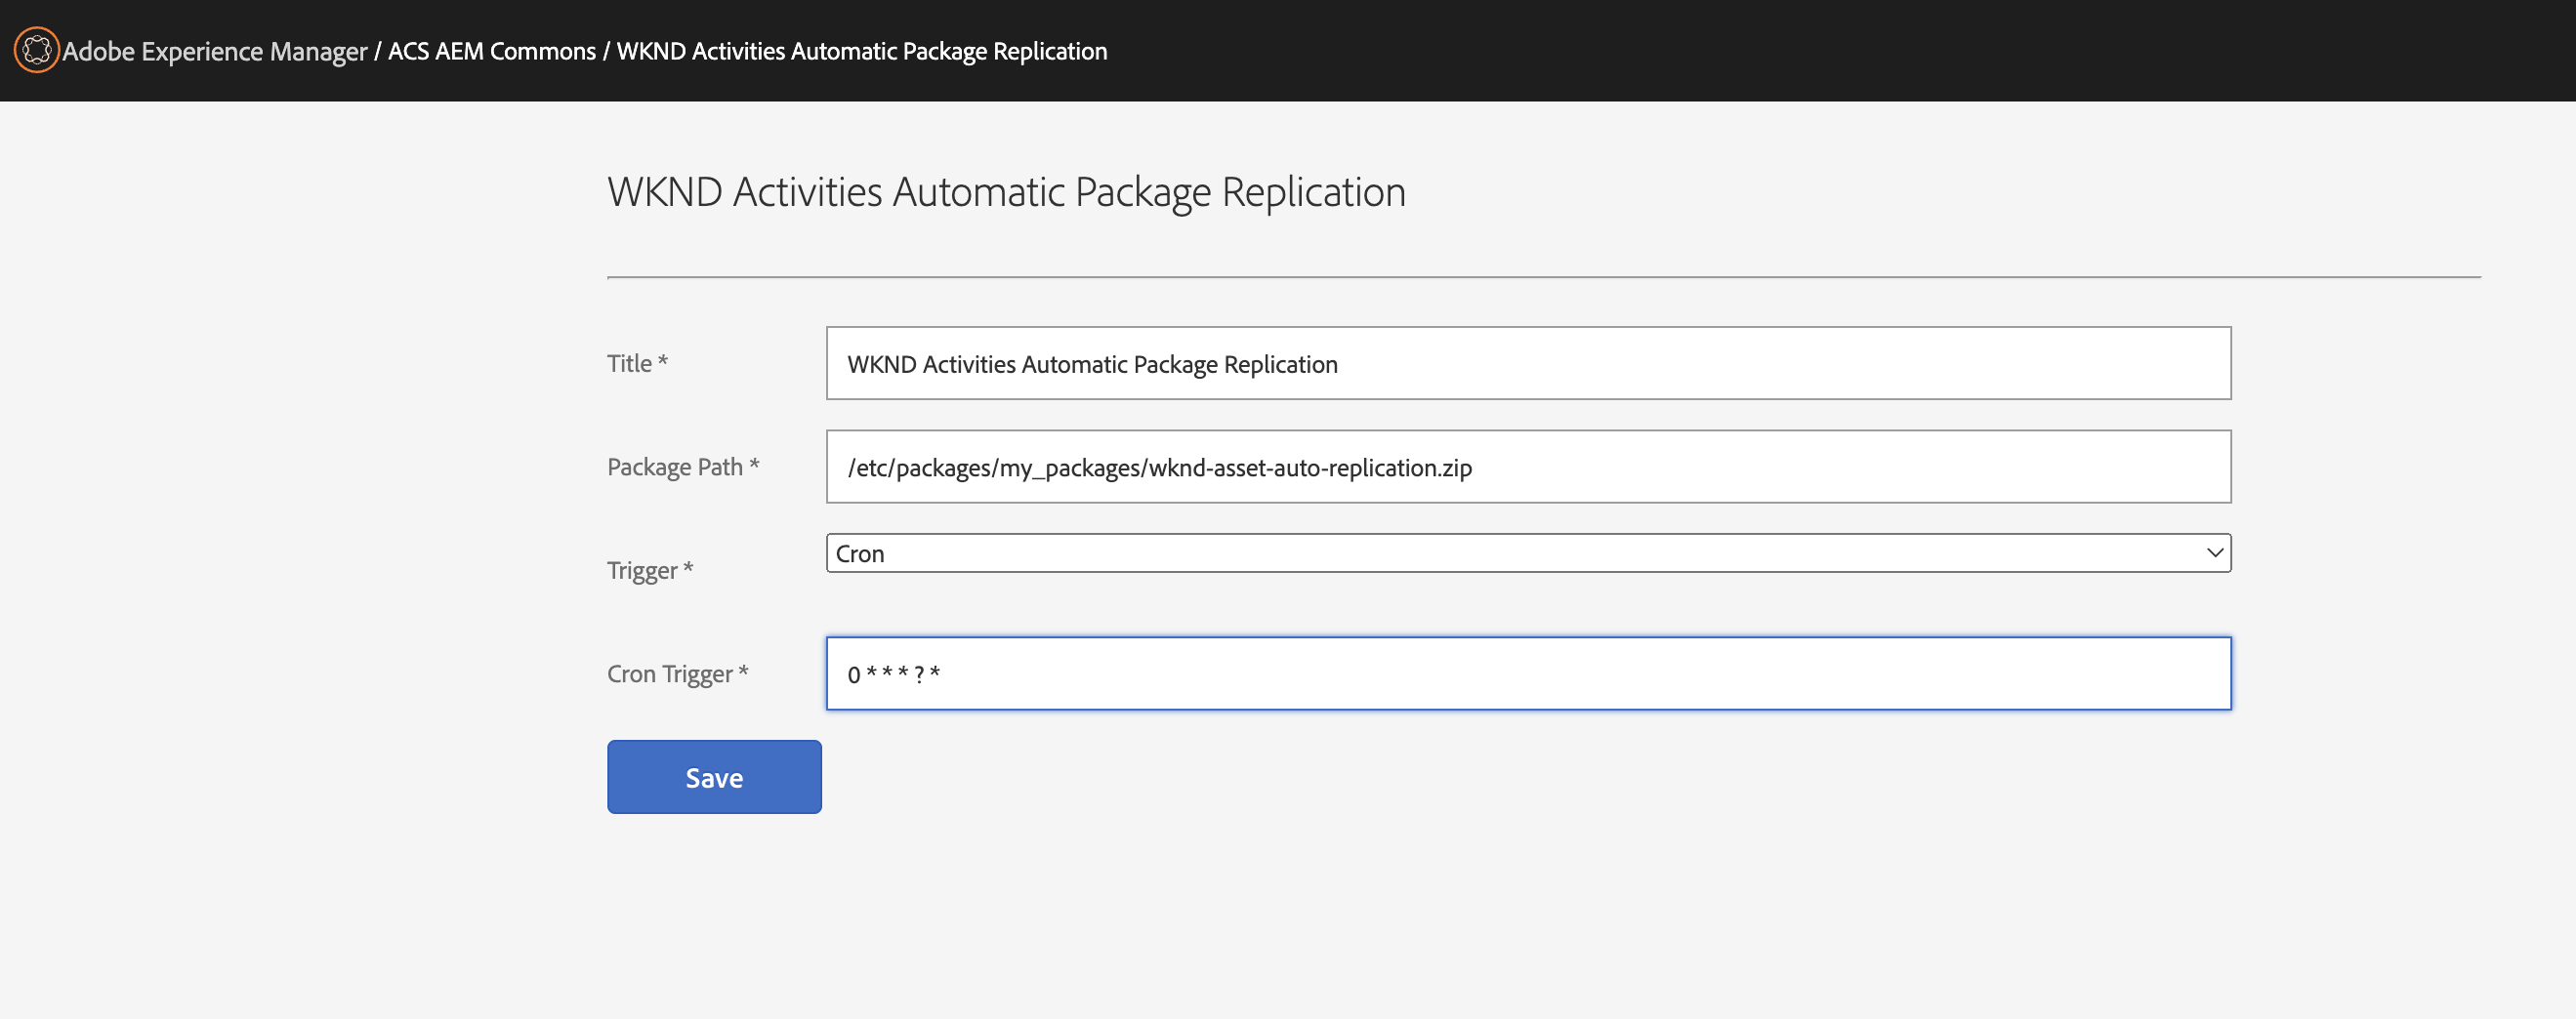 Adobe Experience Manager / ACS AEM Commons / WKND Activities Automatic Package Replication
WKND Activities Automatic Package Replication
Title * WKND Activities Automatic Package Replication
Package Path * /etc/packages/my_packages/wknd-asset-auto-replication.zip
Trigger * Cron
Cron Trigger * 0 * * * ? *
Save